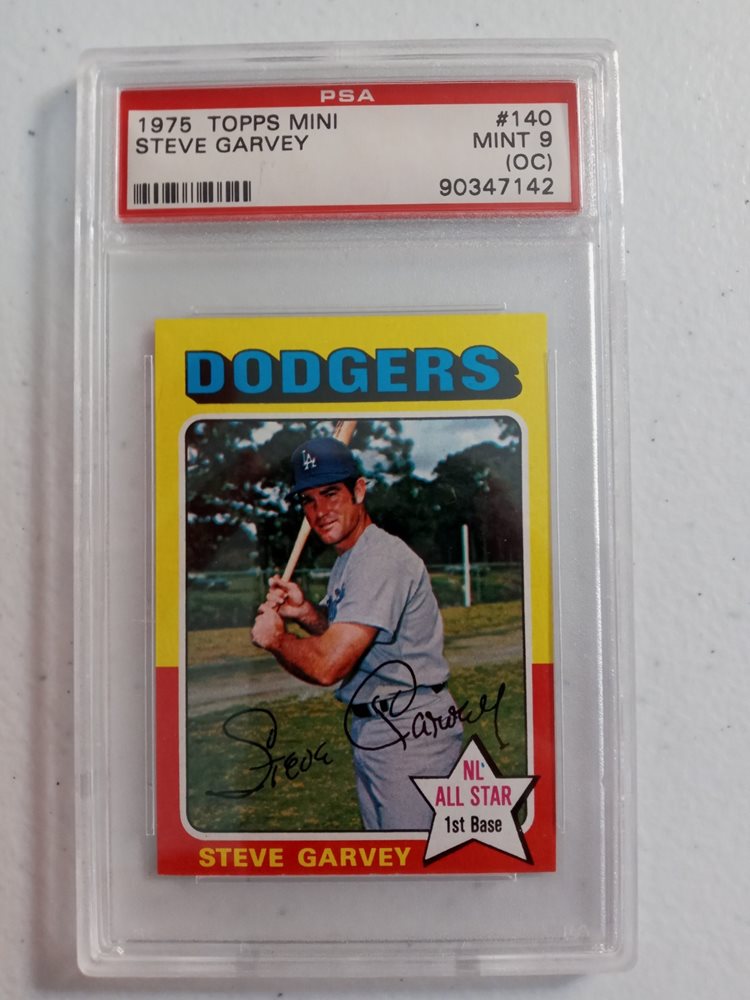 PSA
1975 TOPPS MINI #140
STEVE GARVEY MINT 9
(OC)
90347142
DODGERS
LA
Steve Garvey
NL
ALL STAR
1st Base
STEVE GARVEY